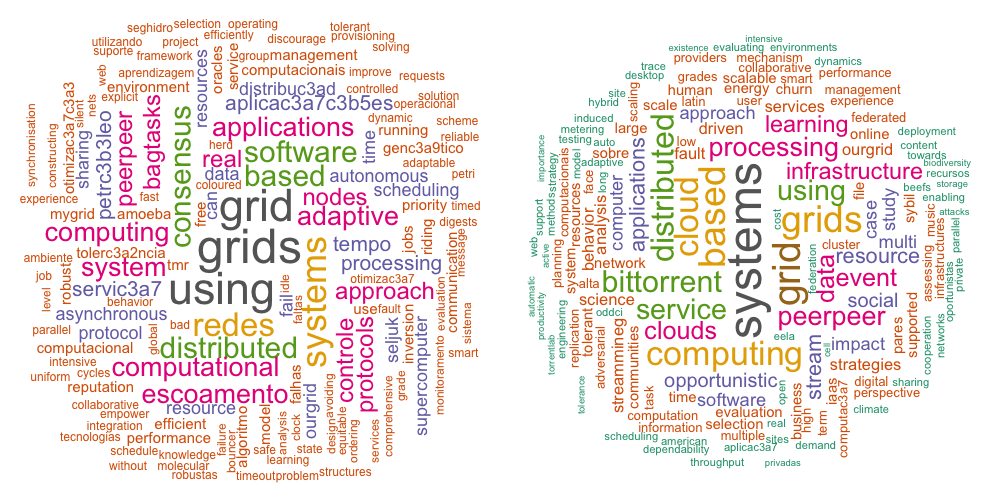 seghidro selection operating
utilizando project efficiently tolerant
suporte framework discourage provisioning
web aprendizagem oracles service groupmanagement solving
environment resources computacionais improve requests
explicit nets silent distribuc3ad controlled solution
synchronisation constructing otimizac3a7c3a3 sharing petrc3b3leo peerpeer bagtasks consensus aplicac3a7c3b5es operacional
applications dynamic scheme
herd real software time running reliable
data based genc3a9tico adaptable
coloured autonomous petri
experience fast free can grid nodes scheduling
mygrid amoeba adaptive priority timed
computing digests
ambiente tolerc3a2ncia grids tempo jobs riding message communication
job robust system tmr processing
level servic3a7 using systems fail idle falhas otimizac3a7 approach
behavior usefault
asynchronous bad redes inversion evaluation sistema
parallel protocol global distributed controle protocols seljuk supercomputer monitoramento smart
computacional
intensive cycles computational
uniform reputation escoamento falhas grade
collaborative resource ourgrid comprehensive
empower
integration efficient algoritmo model analysis clock designavoiding equitable ordering services
tecnologías performance failure bouncer safe state
schedule knowledge learning
without molecular timeoutproblem structures
robustas
intensive
existence evaluating environments
trace providers mechanism dynamics
desktop collaborative
site grades scalable smart performance
hybrid scaling human energy churn management
induced scale latin user services experience
metering large approach federated
testing auto driven learning online deployment
importance sobre distributed low processing ourgrid content
adaptive fault infrastructure towards
model long face applications computer cloud based systems using file biodiversity
methods strategy computacionais resources behavior analysis cost grids case study sybil beefs recursos
storage
enabling
web support planning systems grid multi music attacks
network cluster
active alta bittorrent federation data resource assessing infrastructures oportunistas private parallel
science event
automatic productivity oddci service social
engineering replication tolerant peerpeer
torrentlab adversarial streaming communities clouds eela stream impact pares supported cooperation networks
computing cell strategies
tolerance task opportunistic digital sharing
time software open business iaas perspective
computation evaluation high term computac3a7 climate
information selection real
scheduling american multiple sites demand
dependability aplicac3a7
throughput privadas